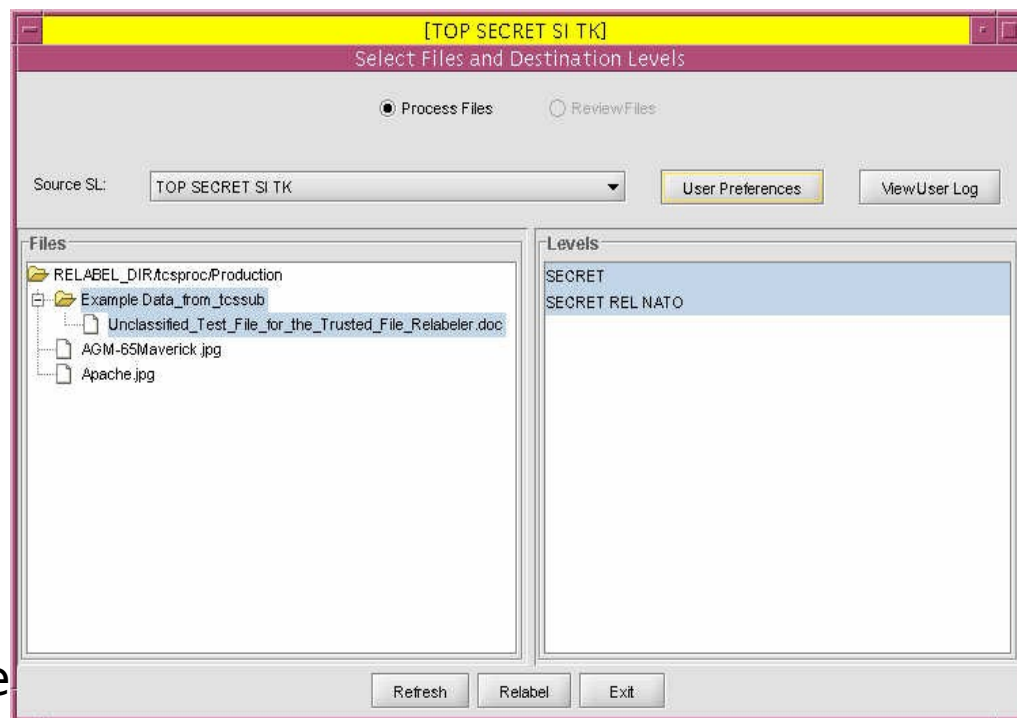 [TOP SECRET SI TK]
Select Files and Destination Levels
Process Files Review Files
Source SL: TOP SECRET SI TK User Preferences View User Log
Files
RELABEL_DIR/tcsproc/Production
Example Data_from_tcssub
Unclassified_Test_File_for_the_Trusted_File_Relabeler.doc
AGM-65Maverick.jpg
Apache.jpg
Levels
SECRET
SECRET REL NATO
Refresh Relabel Exit
e